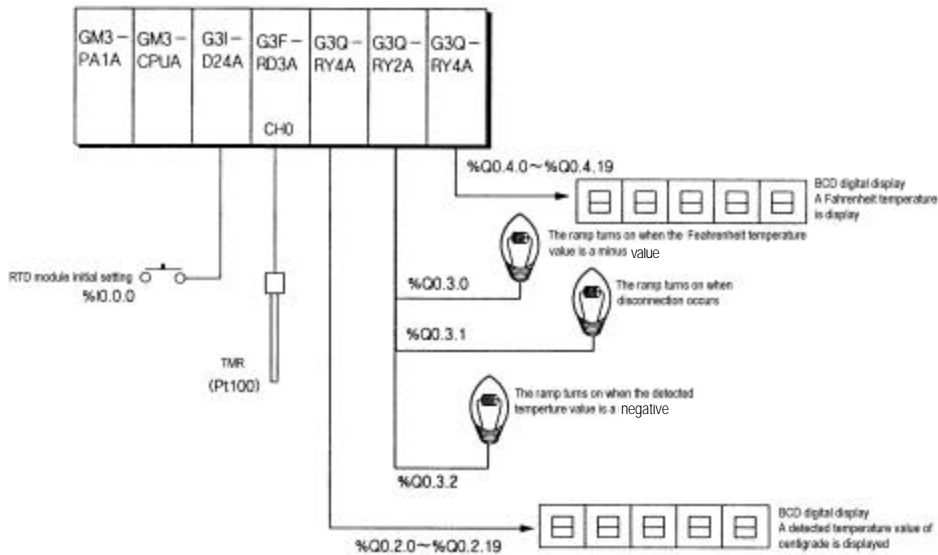 GM3- GM3- G3I- G3F- G3Q- G3Q- G3Q-
PA1A CPUA D24A RD3A RY4A RY2A RY4A
CH0
%Q0.4.0~%Q0.4.19
BCD digital display
A Fahrenheit temperature
is display
The ramp turns on when the Feahrenheit temperature
value is a minus value
RTD module initial setting
%I0.0.0
%Q0.3.0
The ramp turns on when
disconnection occurs
%Q0.3.1
TMR
(Pt100)
The ramp turns on when the detected
temperture value is a negative
%Q0.3.2
BCD digital display
A detected temperature value of
centigrade is displayed
%Q0.2.0~%Q0.2.19